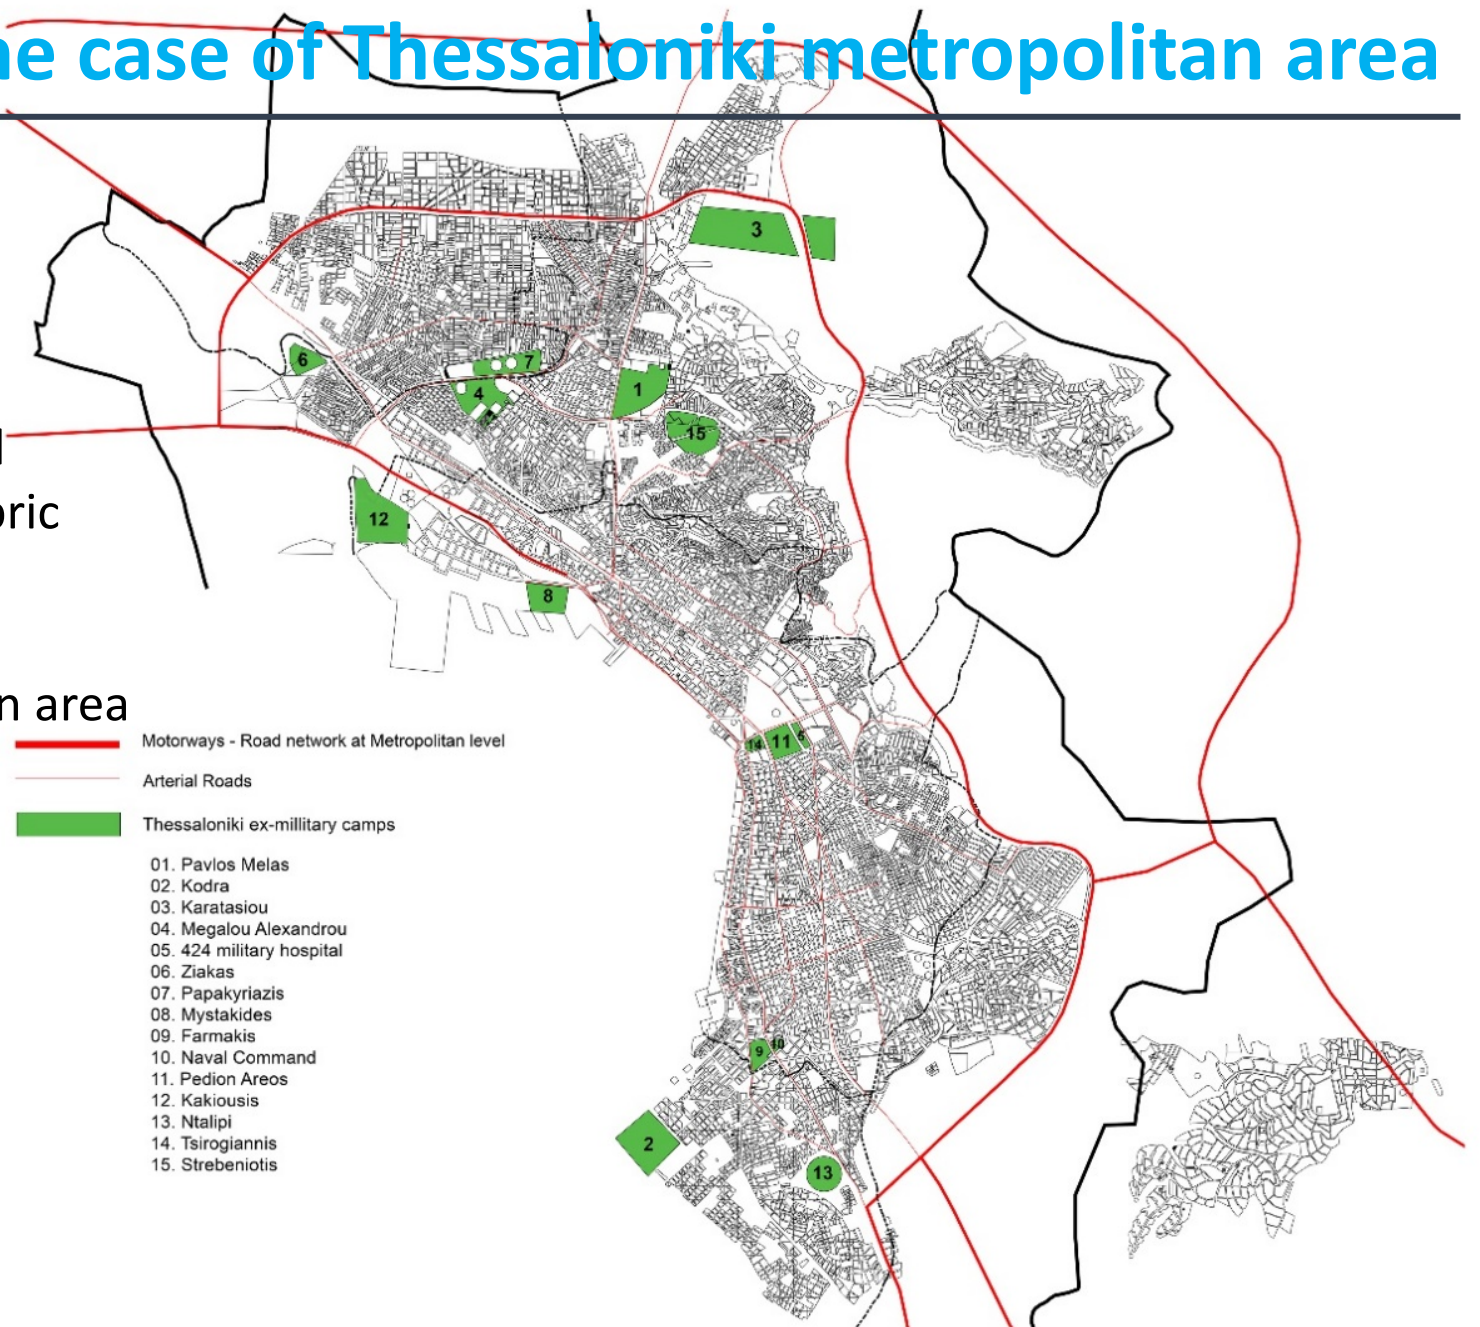 ne case of Thessaloniki metropolitan area
3
6
7
4
1
15
12
oric
8
n area
Motorways - Road network at Metropolitan level
14 11 5
Arterial Roads
Thessaloniki ex-millitary camps
01. Pavlos Melas
02. Kodra
03. Karatasiou
04. Megalou Alexandrou
05. 424 military hospital
06. Ziakas
07. Papakyriazis
08. Mystakides
09. Farmakis
10. Naval Command
11. Pedion Areos
12. Kakiousis
13. Ntalipi
14. Tsirogiannis
15. Strebeniotis
9 10
2
13